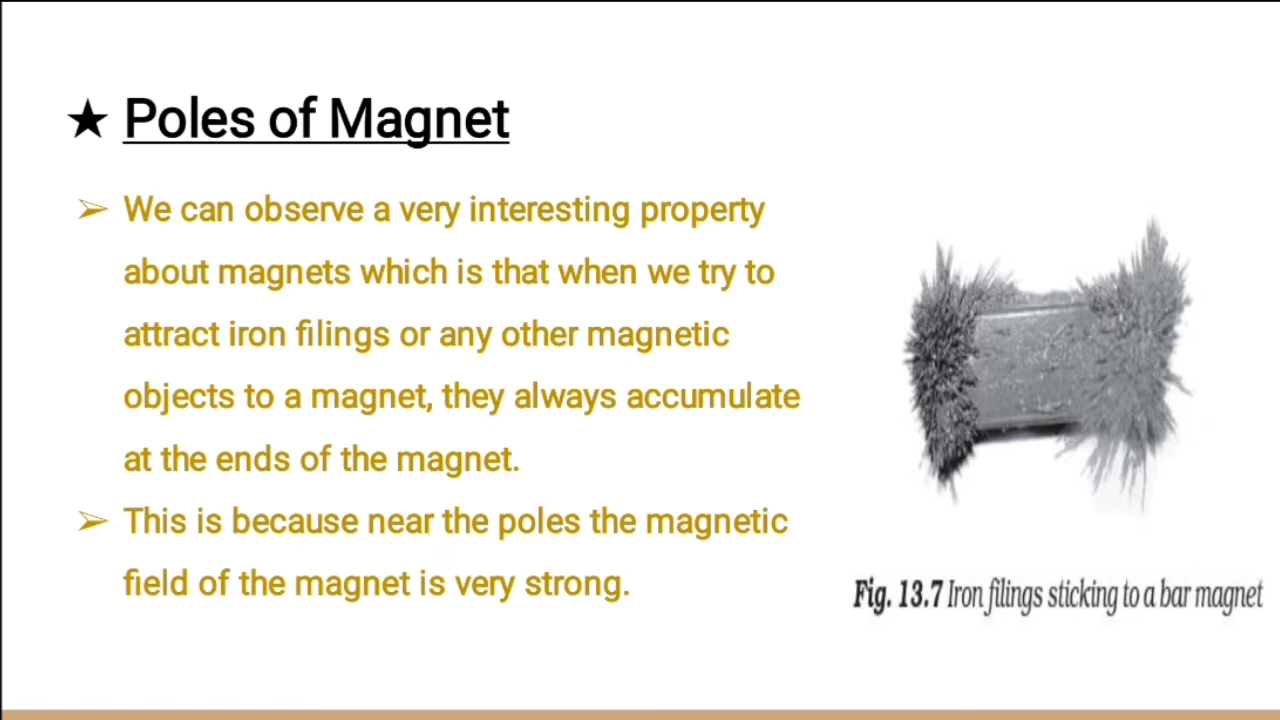 ★ Poles of Magnet
➢ We can observe a very interesting property
about magnets which is that when we try to
attract iron filings or any other magnetic
objects to a magnet, they always accumulate
at the ends of the magnet.
➢ This is because near the poles the magnetic
field of the magnet is very strong.
Fig. 13.7 Iron filings sticking to a bar magnet